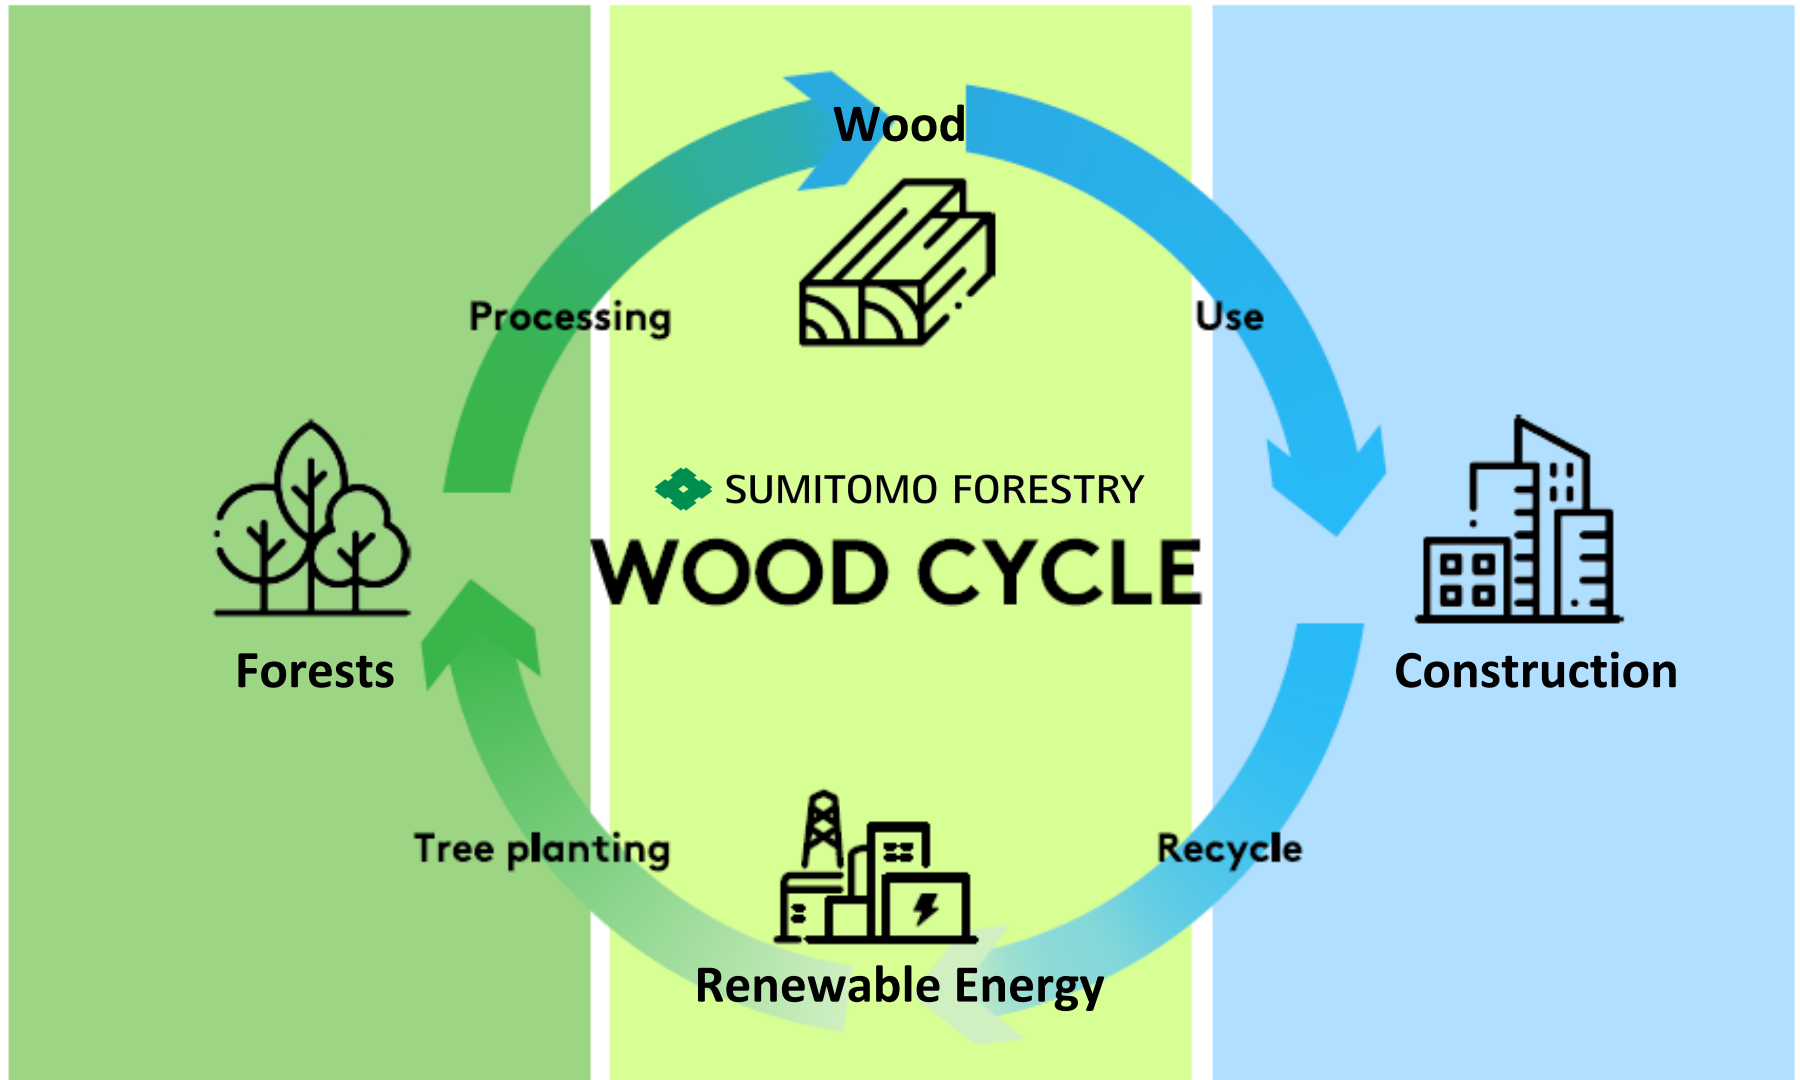 Wood
Processing
Use
SUMITOMO FORESTRY
WOOD CYCLE
Forests
Construction
Tree planting
Recycle
Renewable Energy